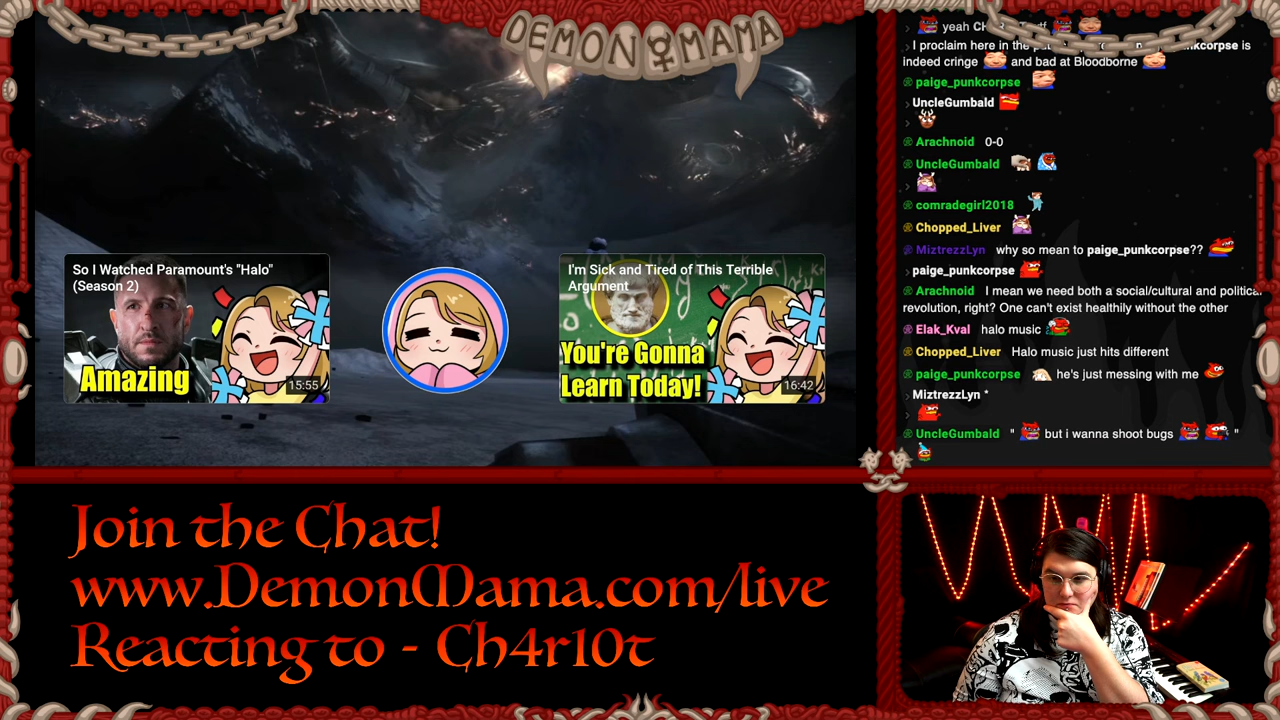 DEMON MAMA
So I Watched Paramount's "Halo"
(Season 2)
Amazing
15:55
I'm Sick and Tired of This Terrible
Argument
You're Gonna
Learn Today!
16:42
yeah
I proclaim here in the
is
indeed cringe and bad at Bloodborne
paige_punkcorpse
UncleGumbald
Arachnoid 0-0
UncleGumbald
comradegirl2018
Chopped_Liver
MiztrezzLyn why so mean to paige_punkcorpse??
paige_punkcorpse
Arachnoid I mean we need both a social/cultural and political
revolution, right? One can't exist healthily without the other
Elak_Kval halo music
Chopped_Liver Halo music just hits different
paige_punkcorpse he's just messing with me
MiztrezzLyn *
UncleGumbald " but i wanna shoot bugs "
Join the Chat!
www.DemonMama.com/live
Reacting to - Ch4r10t